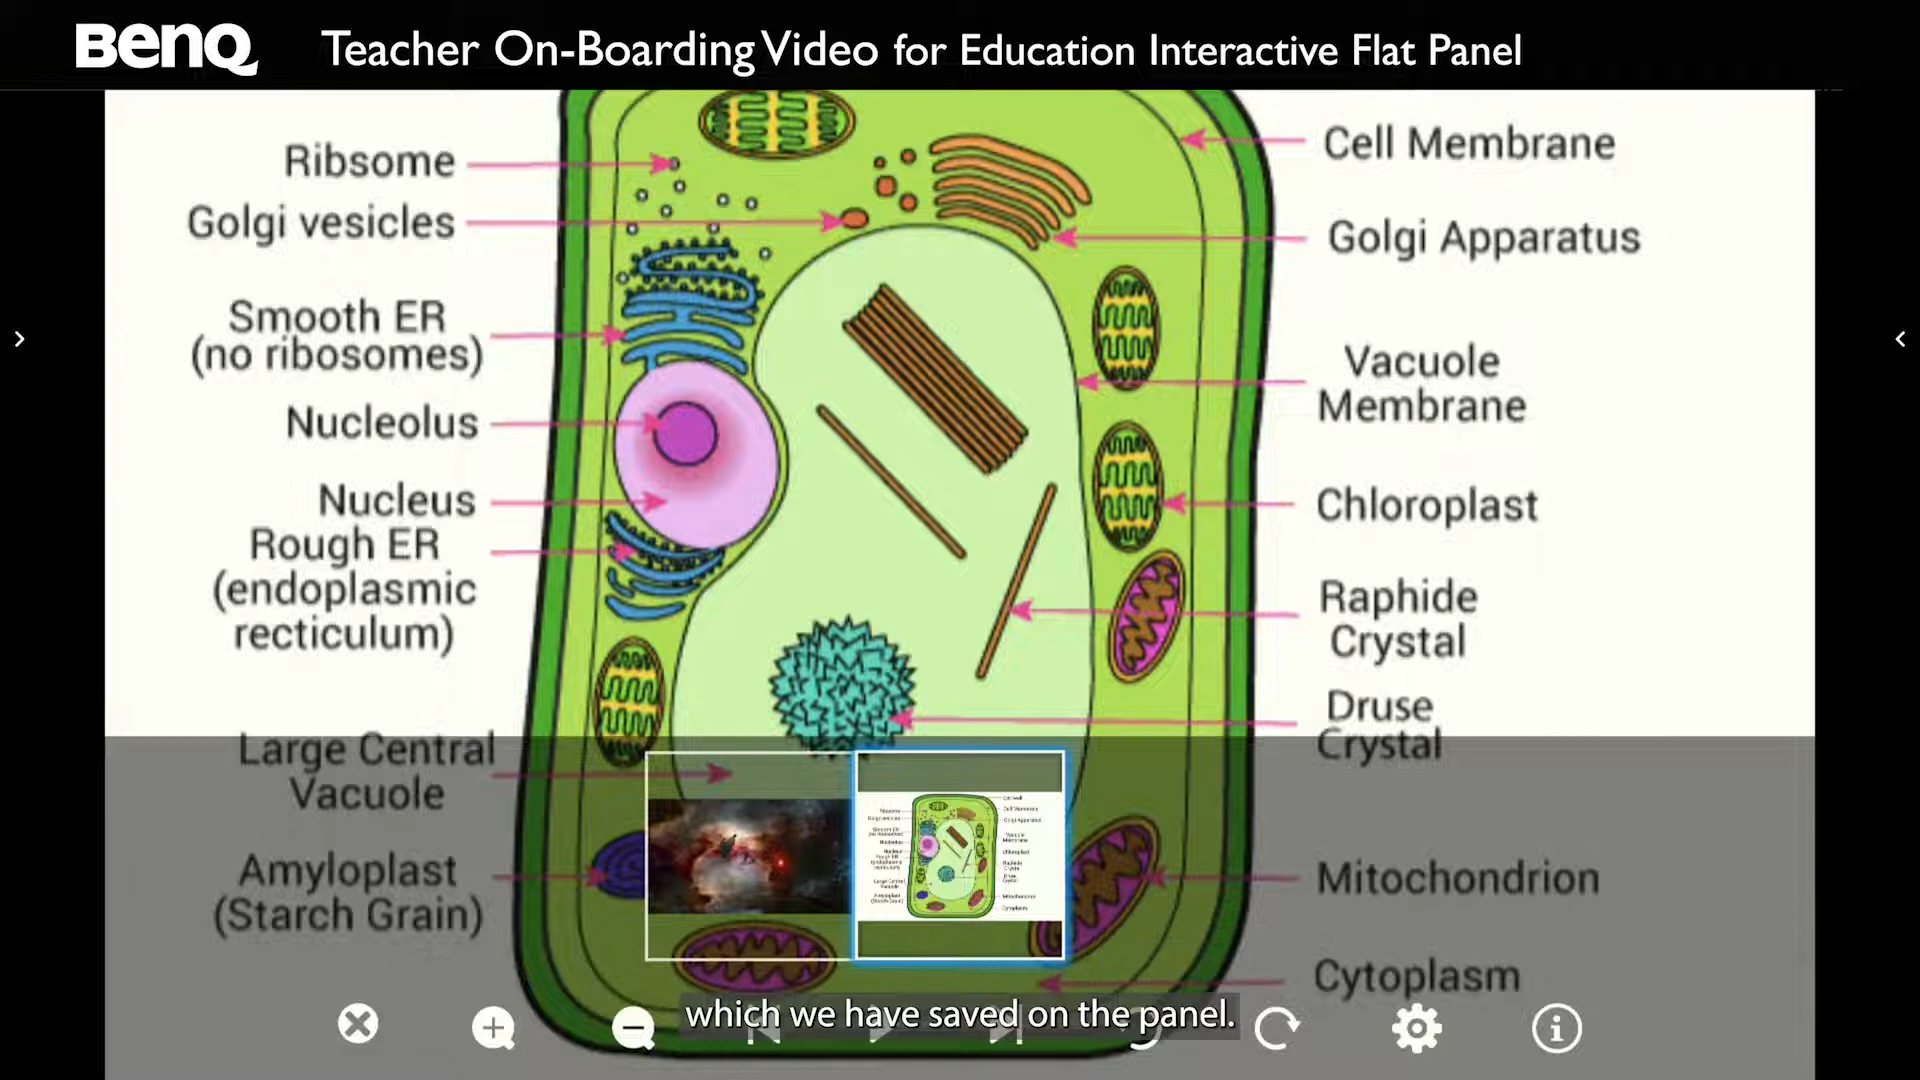 BenQ
Teacher On-Boarding Video for Education Interactive Flat Panel
Ribsome
Golgi vesicles
Smooth ER
(no ribosomes)
Nucleolus
Nucleus
Rough ER
(endoplasmic
recticulum)
Large Central
Vacuole
Amyloplast
(Starch Grain)
Cell Membrane
Golgi Apparatus
Vacuole
Membrane
Chloroplast
Raphide
Crystal
Druse
Crystal
Mitochondrion
Cytoplasm
which we have saved on the panel.